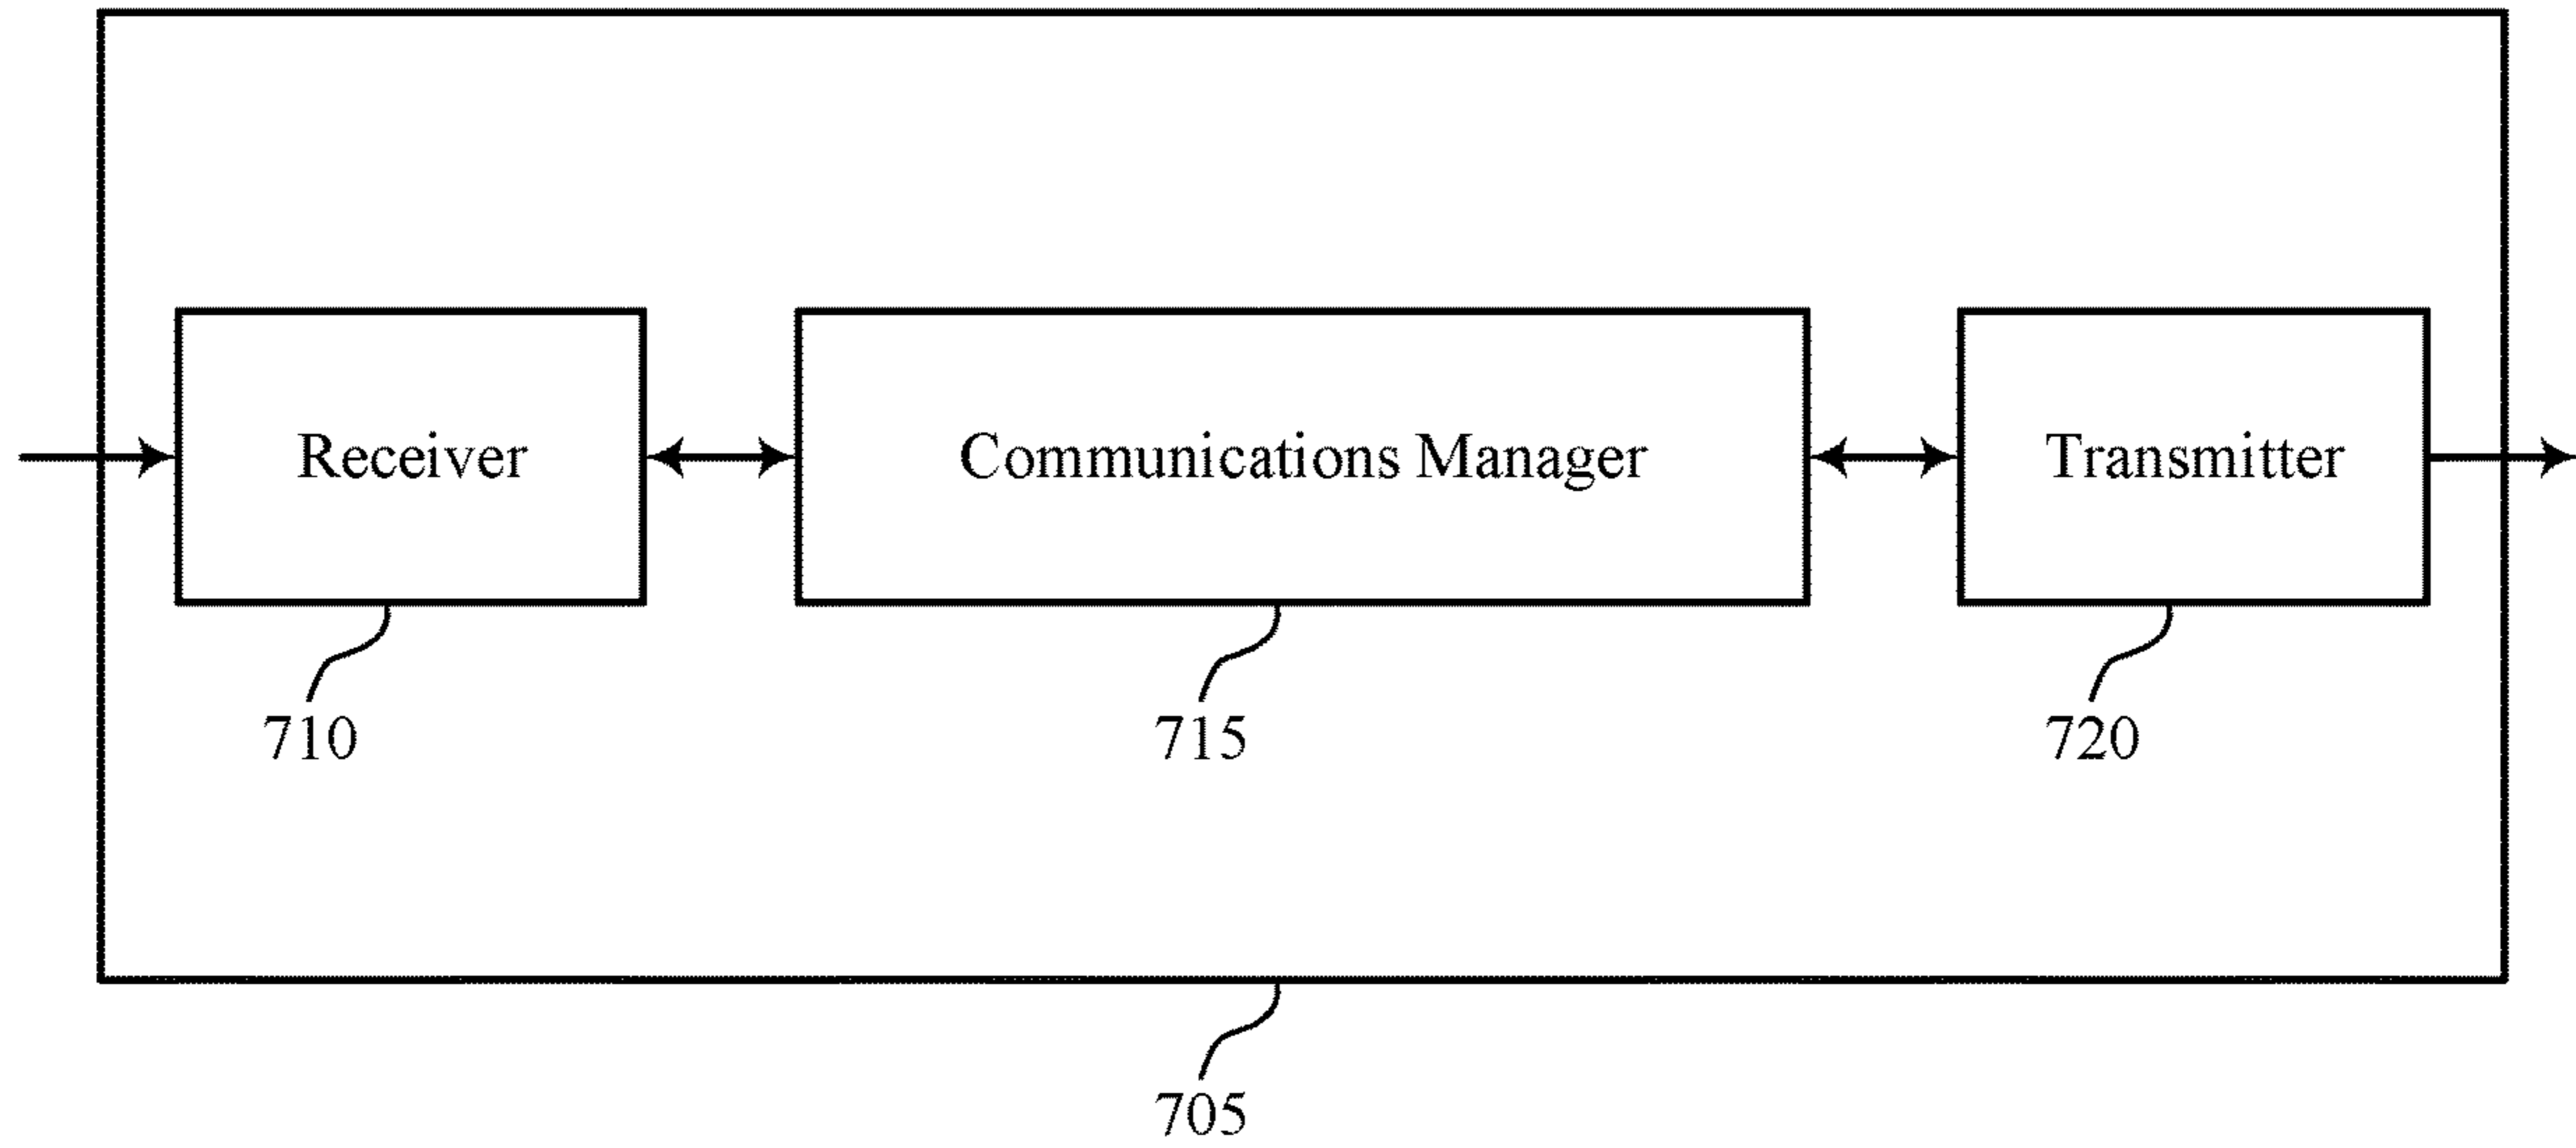 Receiver
Communications Manager
Transmitter
710
715
720
705